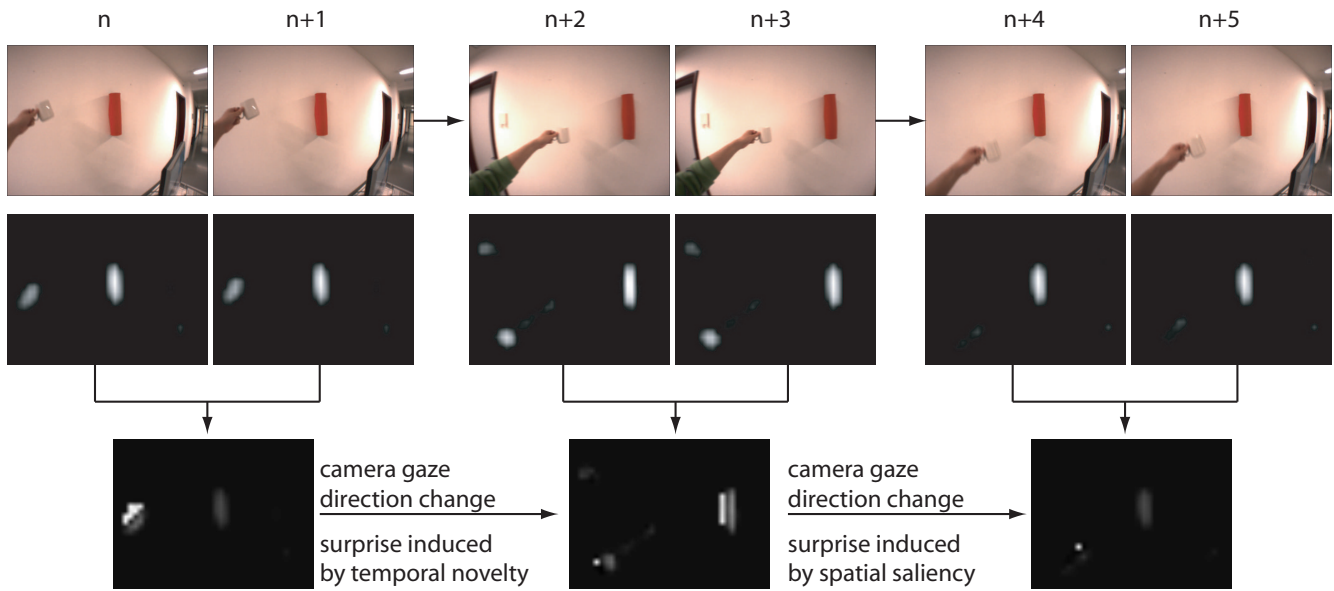 n
n+1
n+2
n+3
n+4
n+5
camera gaze
direction change
surprise induced
by temporal novelty
camera gaze
direction change
surprise induced
by spatial saliency